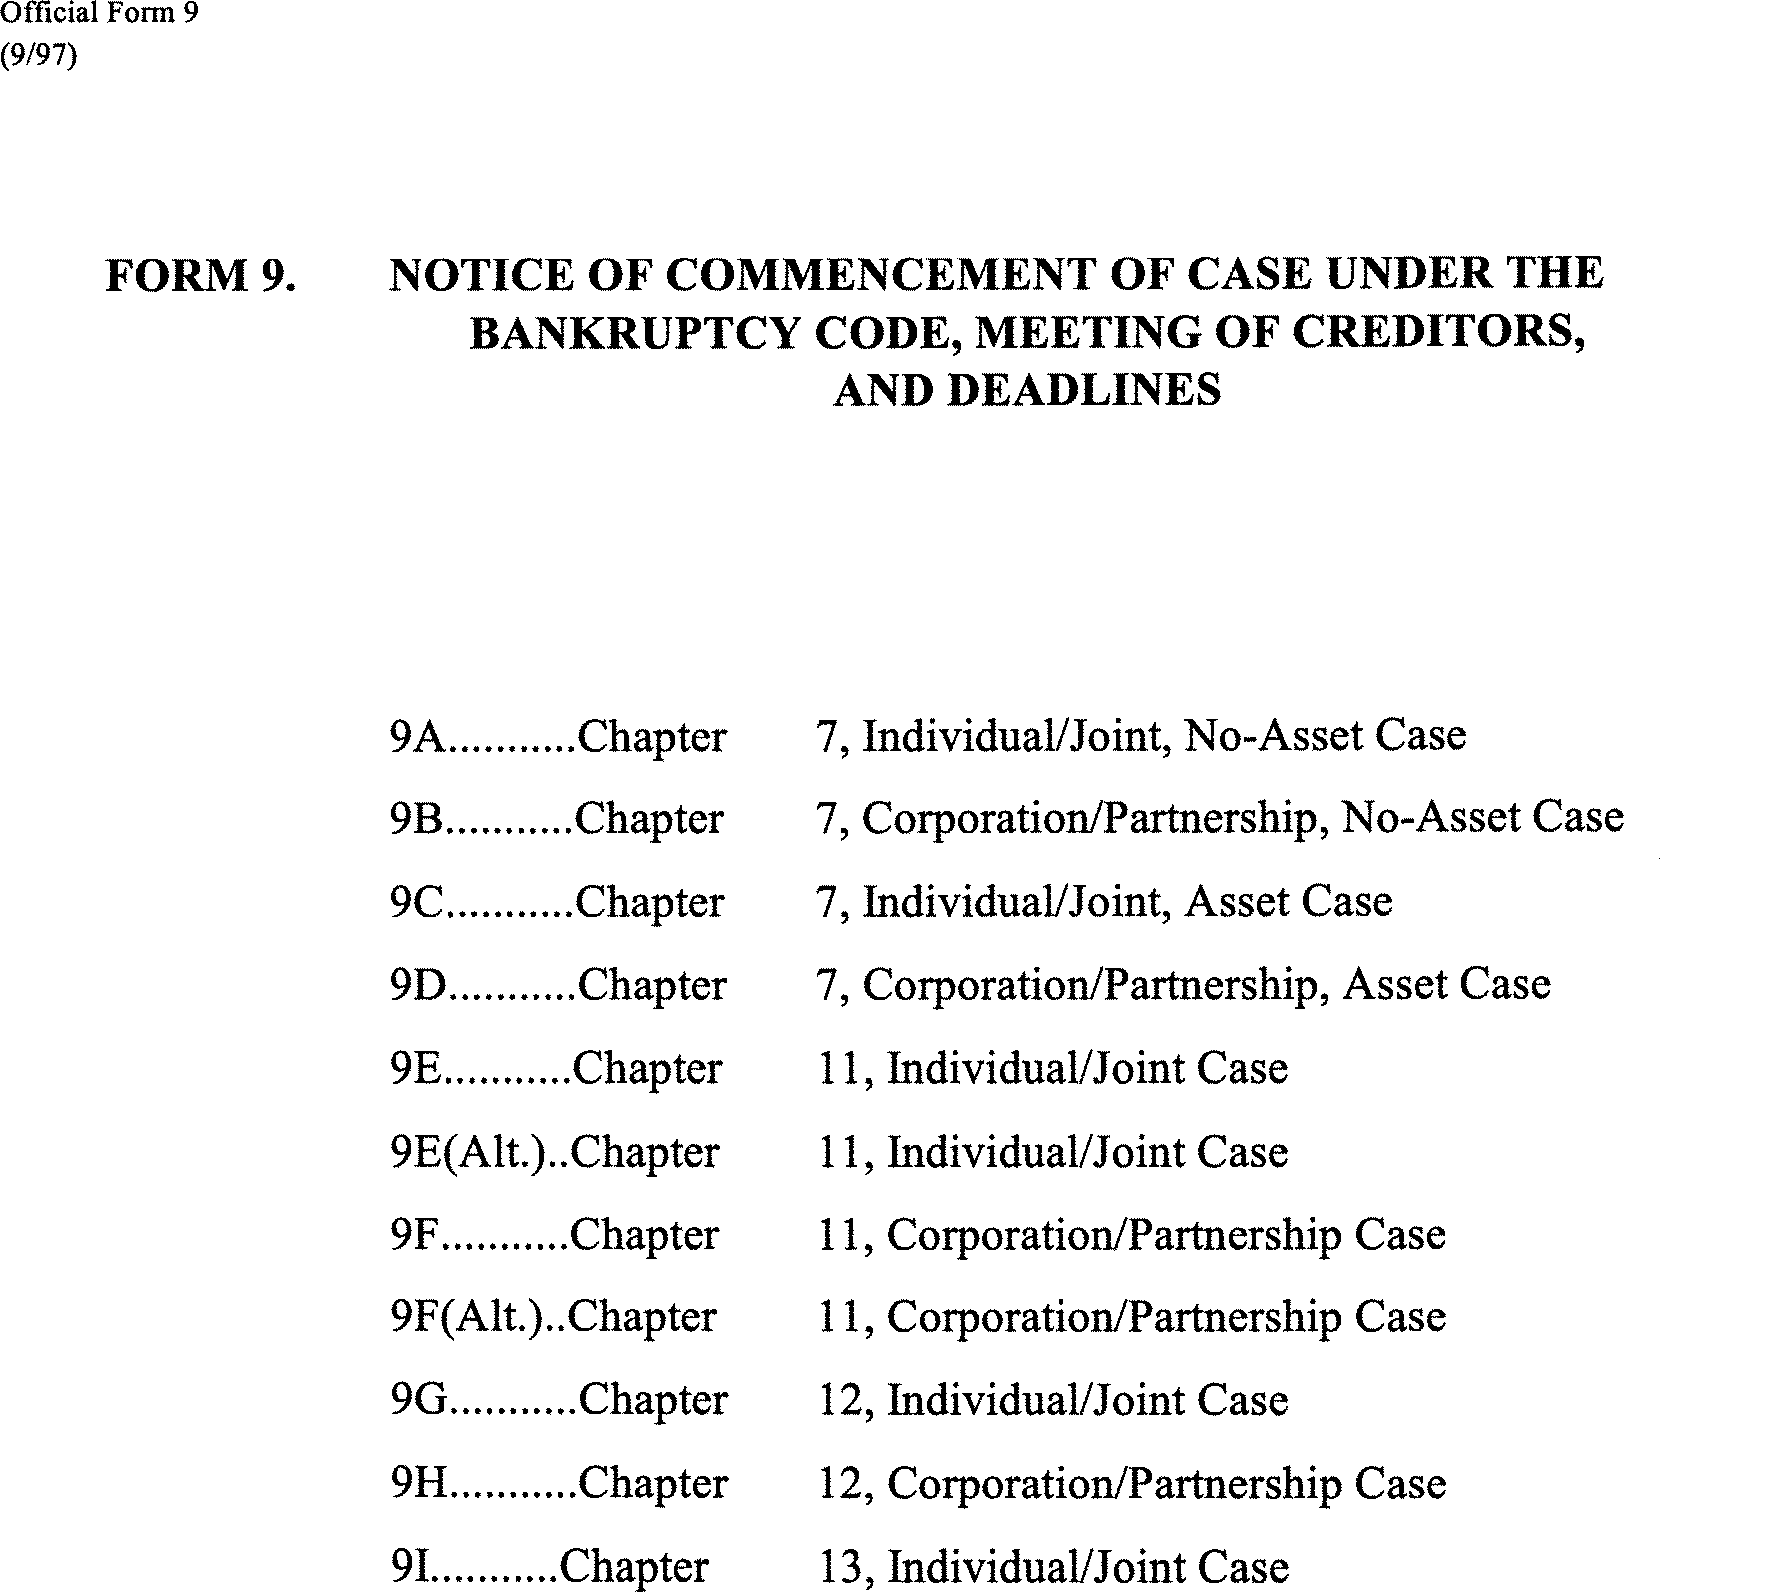 Official Form 9
(9/97)
FORM 9. NOTICE OF COMMENCEMENT OF CASE UNDER THE
BANKRUPTCY CODE, MEETING OF CREDITORS,
AND DEADLINES
9A...........Chapter 7, Individual/Joint, No-Asset Case
9B...........Chapter 7, Corporation/Partnership, No-Asset Case
9C...........Chapter 7, Individual/Joint, Asset Case
9D...........Chapter 7, Corporation/Partnership, Asset Case
9E...........Chapter 11, Individual/Joint Case
9E(Alt.)..Chapter 11, Individual/Joint Case
9F...........Chapter 11, Corporation/Partnership Case
9F(Alt.)..Chapter 11, Corporation/Partnership Case
9G...........Chapter 12, Individual/Joint Case
9H...........Chapter 12, Corporation/Partnership Case
9I...........Chapter 13, Individual/Joint Case